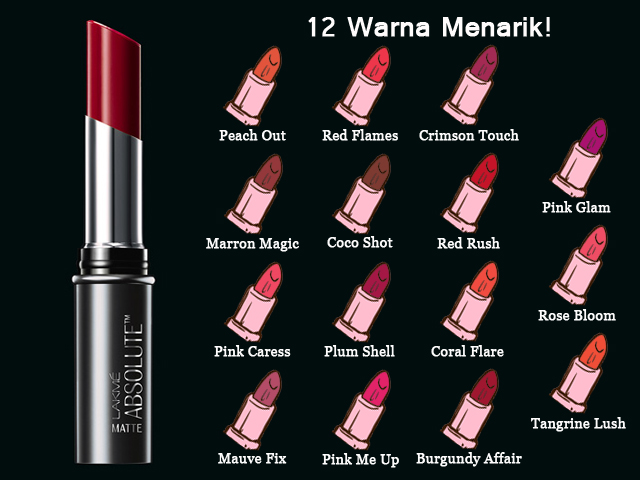 12 Warna Menarik!
Peach Out
Red Flames
Crimson Touch
Pink Glam
Marron Magic
Coco Shot
Red Rush
Rose Bloom
Pink Caress
Plum Shell
Coral Flare
Tangrine Lush
Mauve Fix
Pink Me Up
Burgundy Affair
LAKMÉ
ABSOLUTE™
MATTE